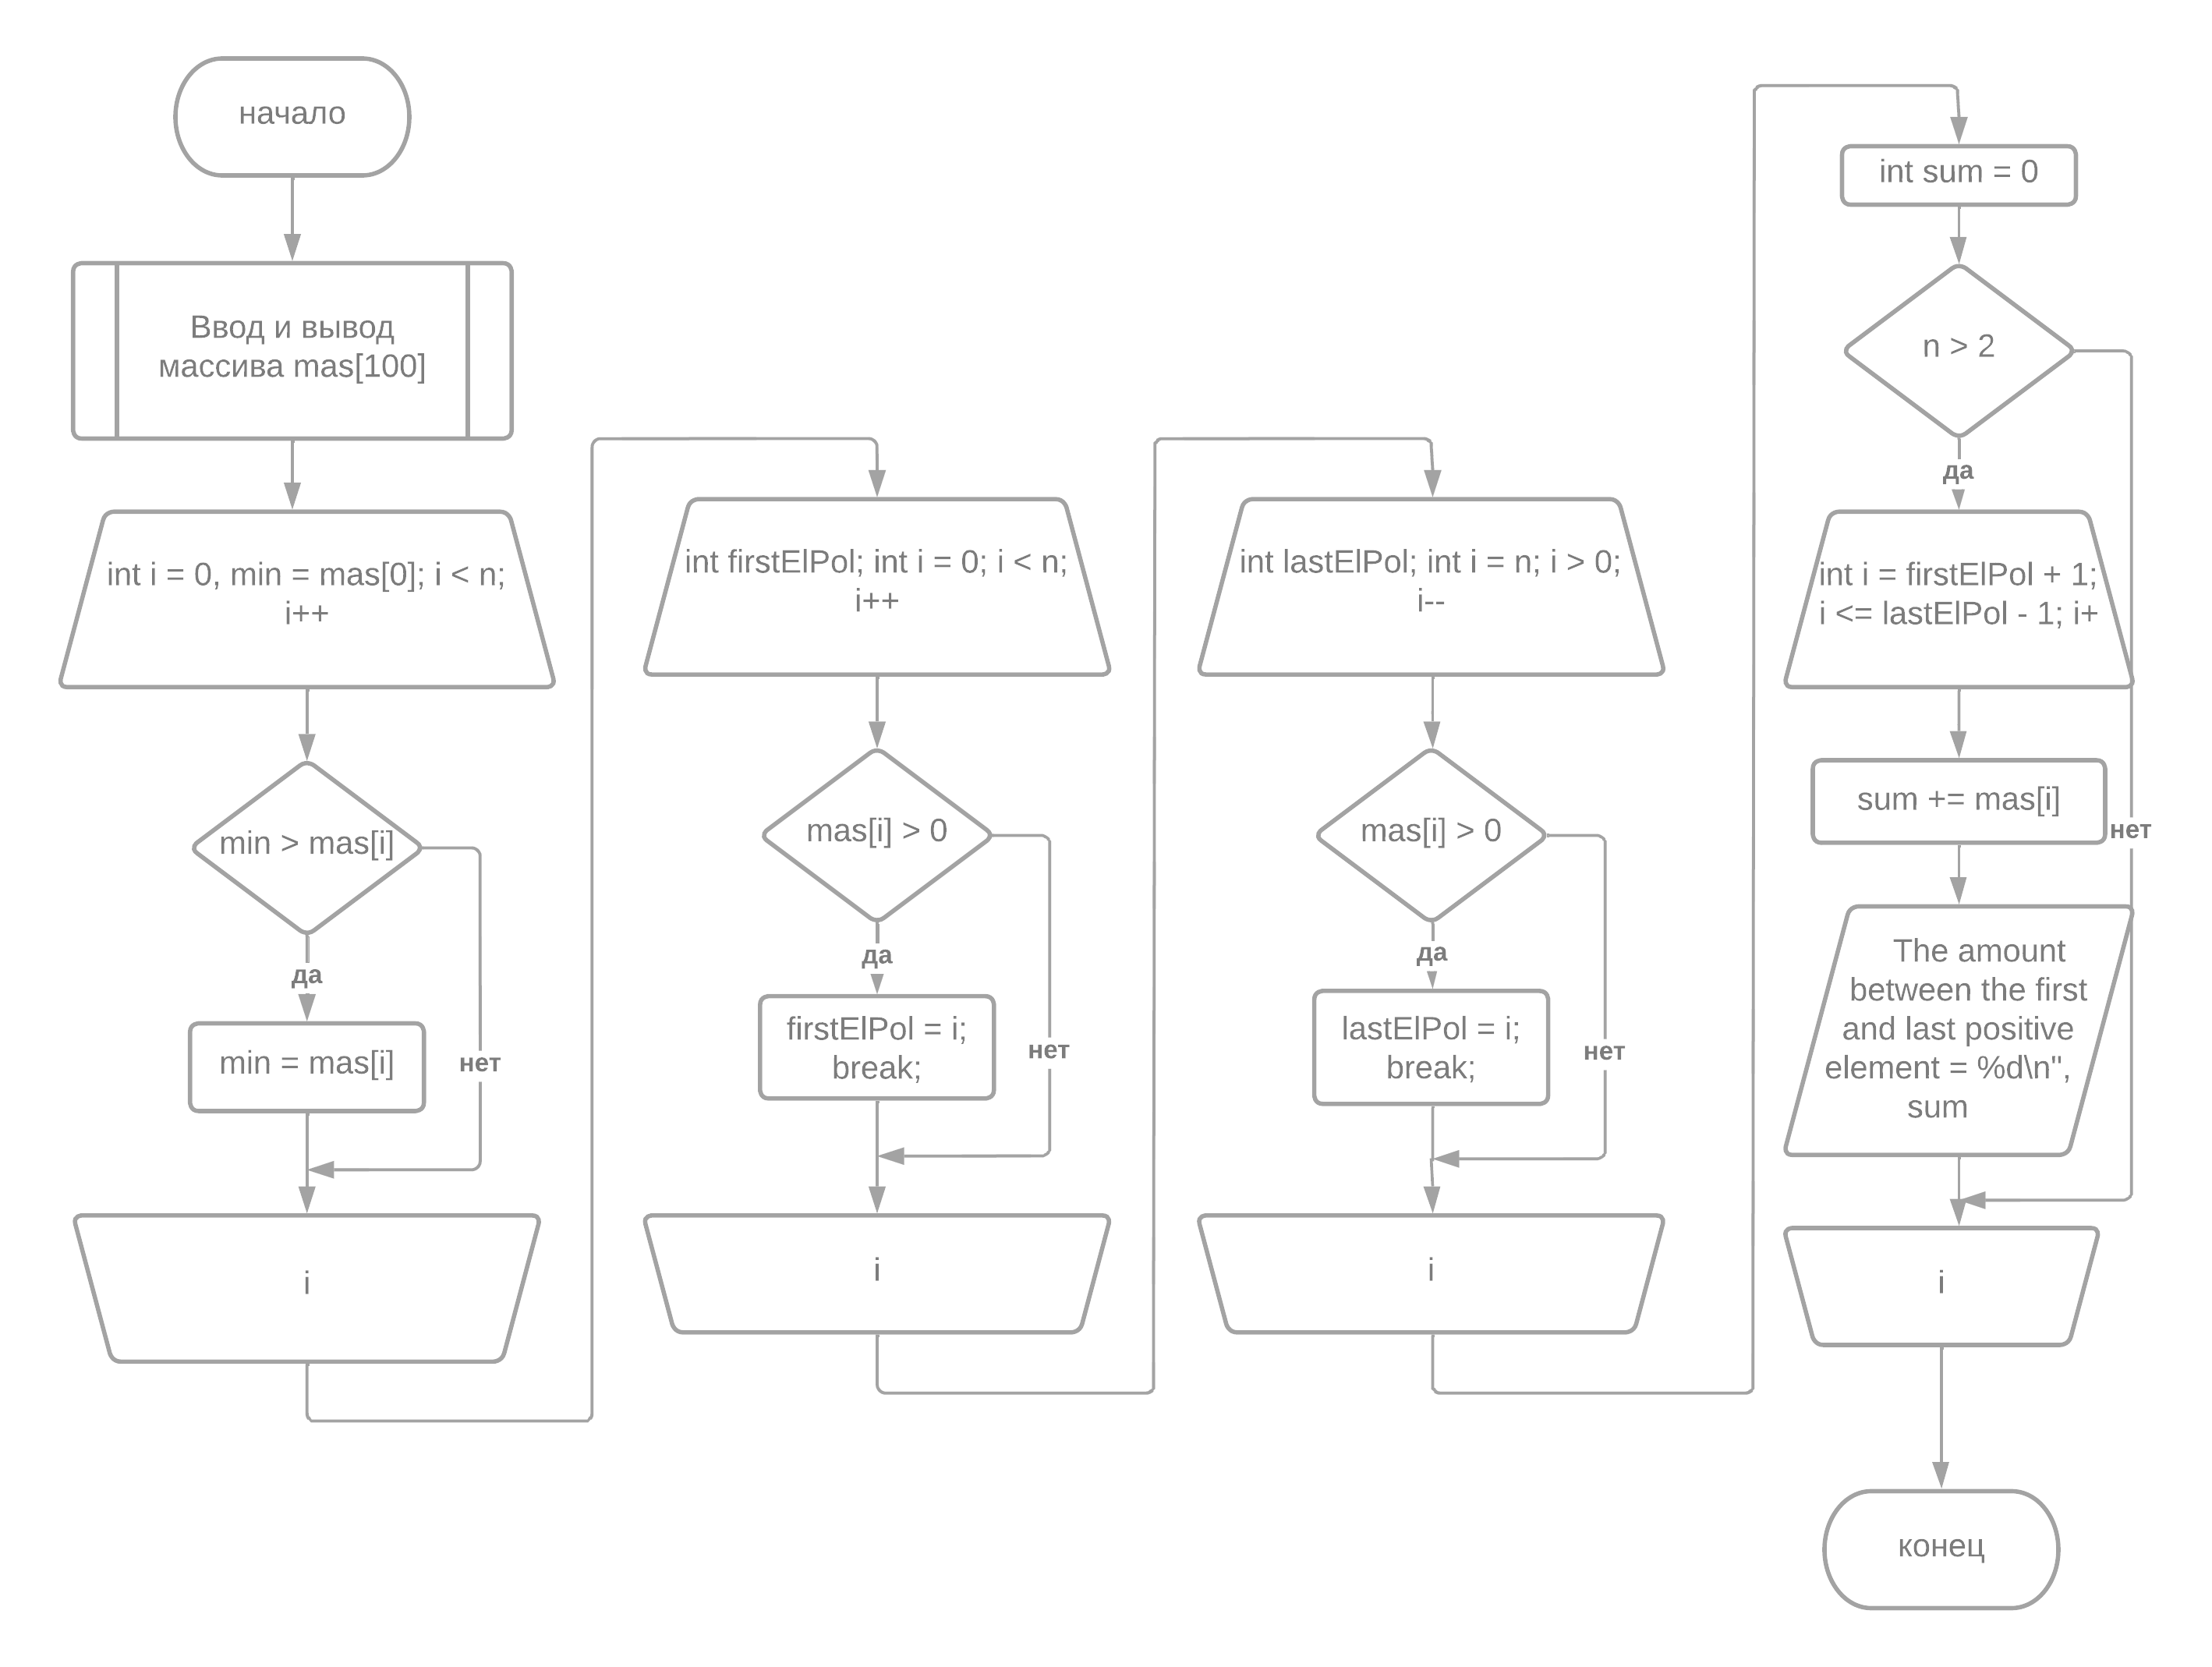 начало
Ввод и вывод
массива mas[100]
int i = 0, min = mas[0]; i < n;
i++
min > mas[i]
да
min = mas[i]
нет
i
int firstElPol; int i = 0; i < n;
i++
mas[i] > 0
да
firstElPol = i;
break;
нет
i
int lastElPol; int i = n; i > 0;
i--
mas[i] > 0
да
lastElPol = i;
break;
нет
i
int sum = 0
n > 2
да
int i = firstElPol + 1;
i <= lastElPol - 1; i+
sum += mas[i]
нет
The amount
between the first
and last positive
element = %d\n",
sum
i
конец